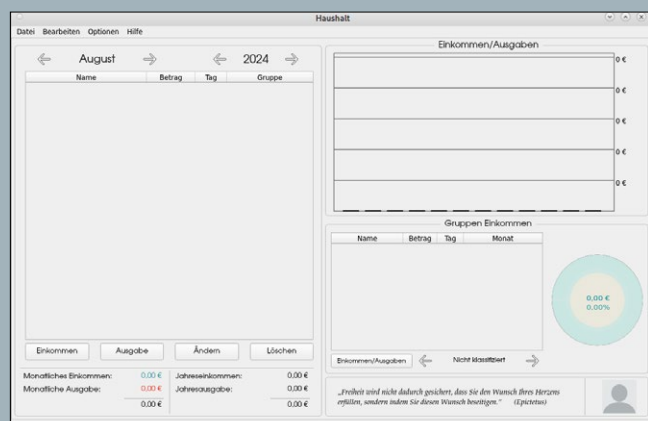 Haushalt
Datei Bearbeiten Optionen Hilfe
August 2024
Name Betrag Tag Gruppe
Einkommen Ausgabe Ändern Löschen
Monatliches Einkommen: 0,00 € Jahreseinkommen: 0,00 €
Monatliche Ausgabe: 0,00 € Jahresausgabe: 0,00 €
0,00 € 0,00 €
Einkommen/Ausgaben
0 €
0 €
0 €
0 €
0 €
Gruppen Einkommen
Name Betrag Tag Monat
0,00 €
0,00%
Einkommen/Ausgaben Nicht klassifiziert
„Freiheit wird nicht dadurch gesichert, dass Sie den Wunsch Ihres Herzens
erfüllen, sondern indem Sie diesen Wunsch beseitigen.“ (Epictetus)